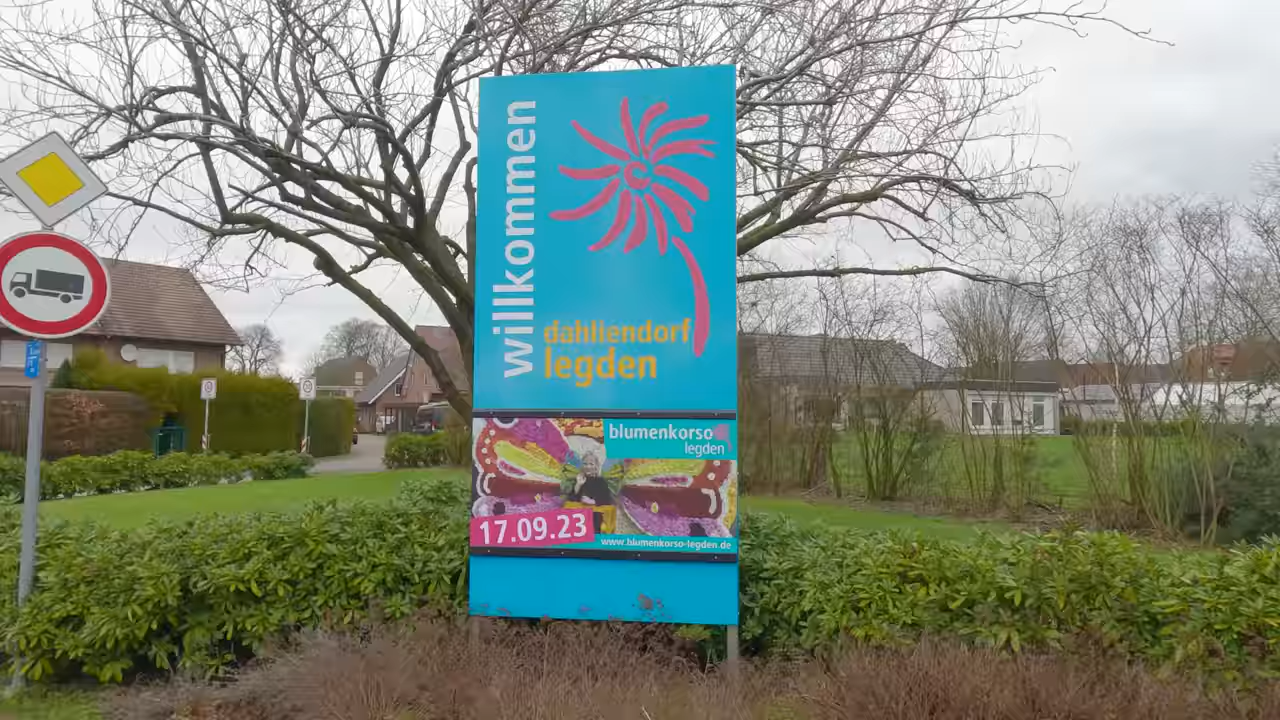 willkommen
dahliendorf
legden
blumenkorso
legden
17.09.23
www.blumenkorso-legden.de